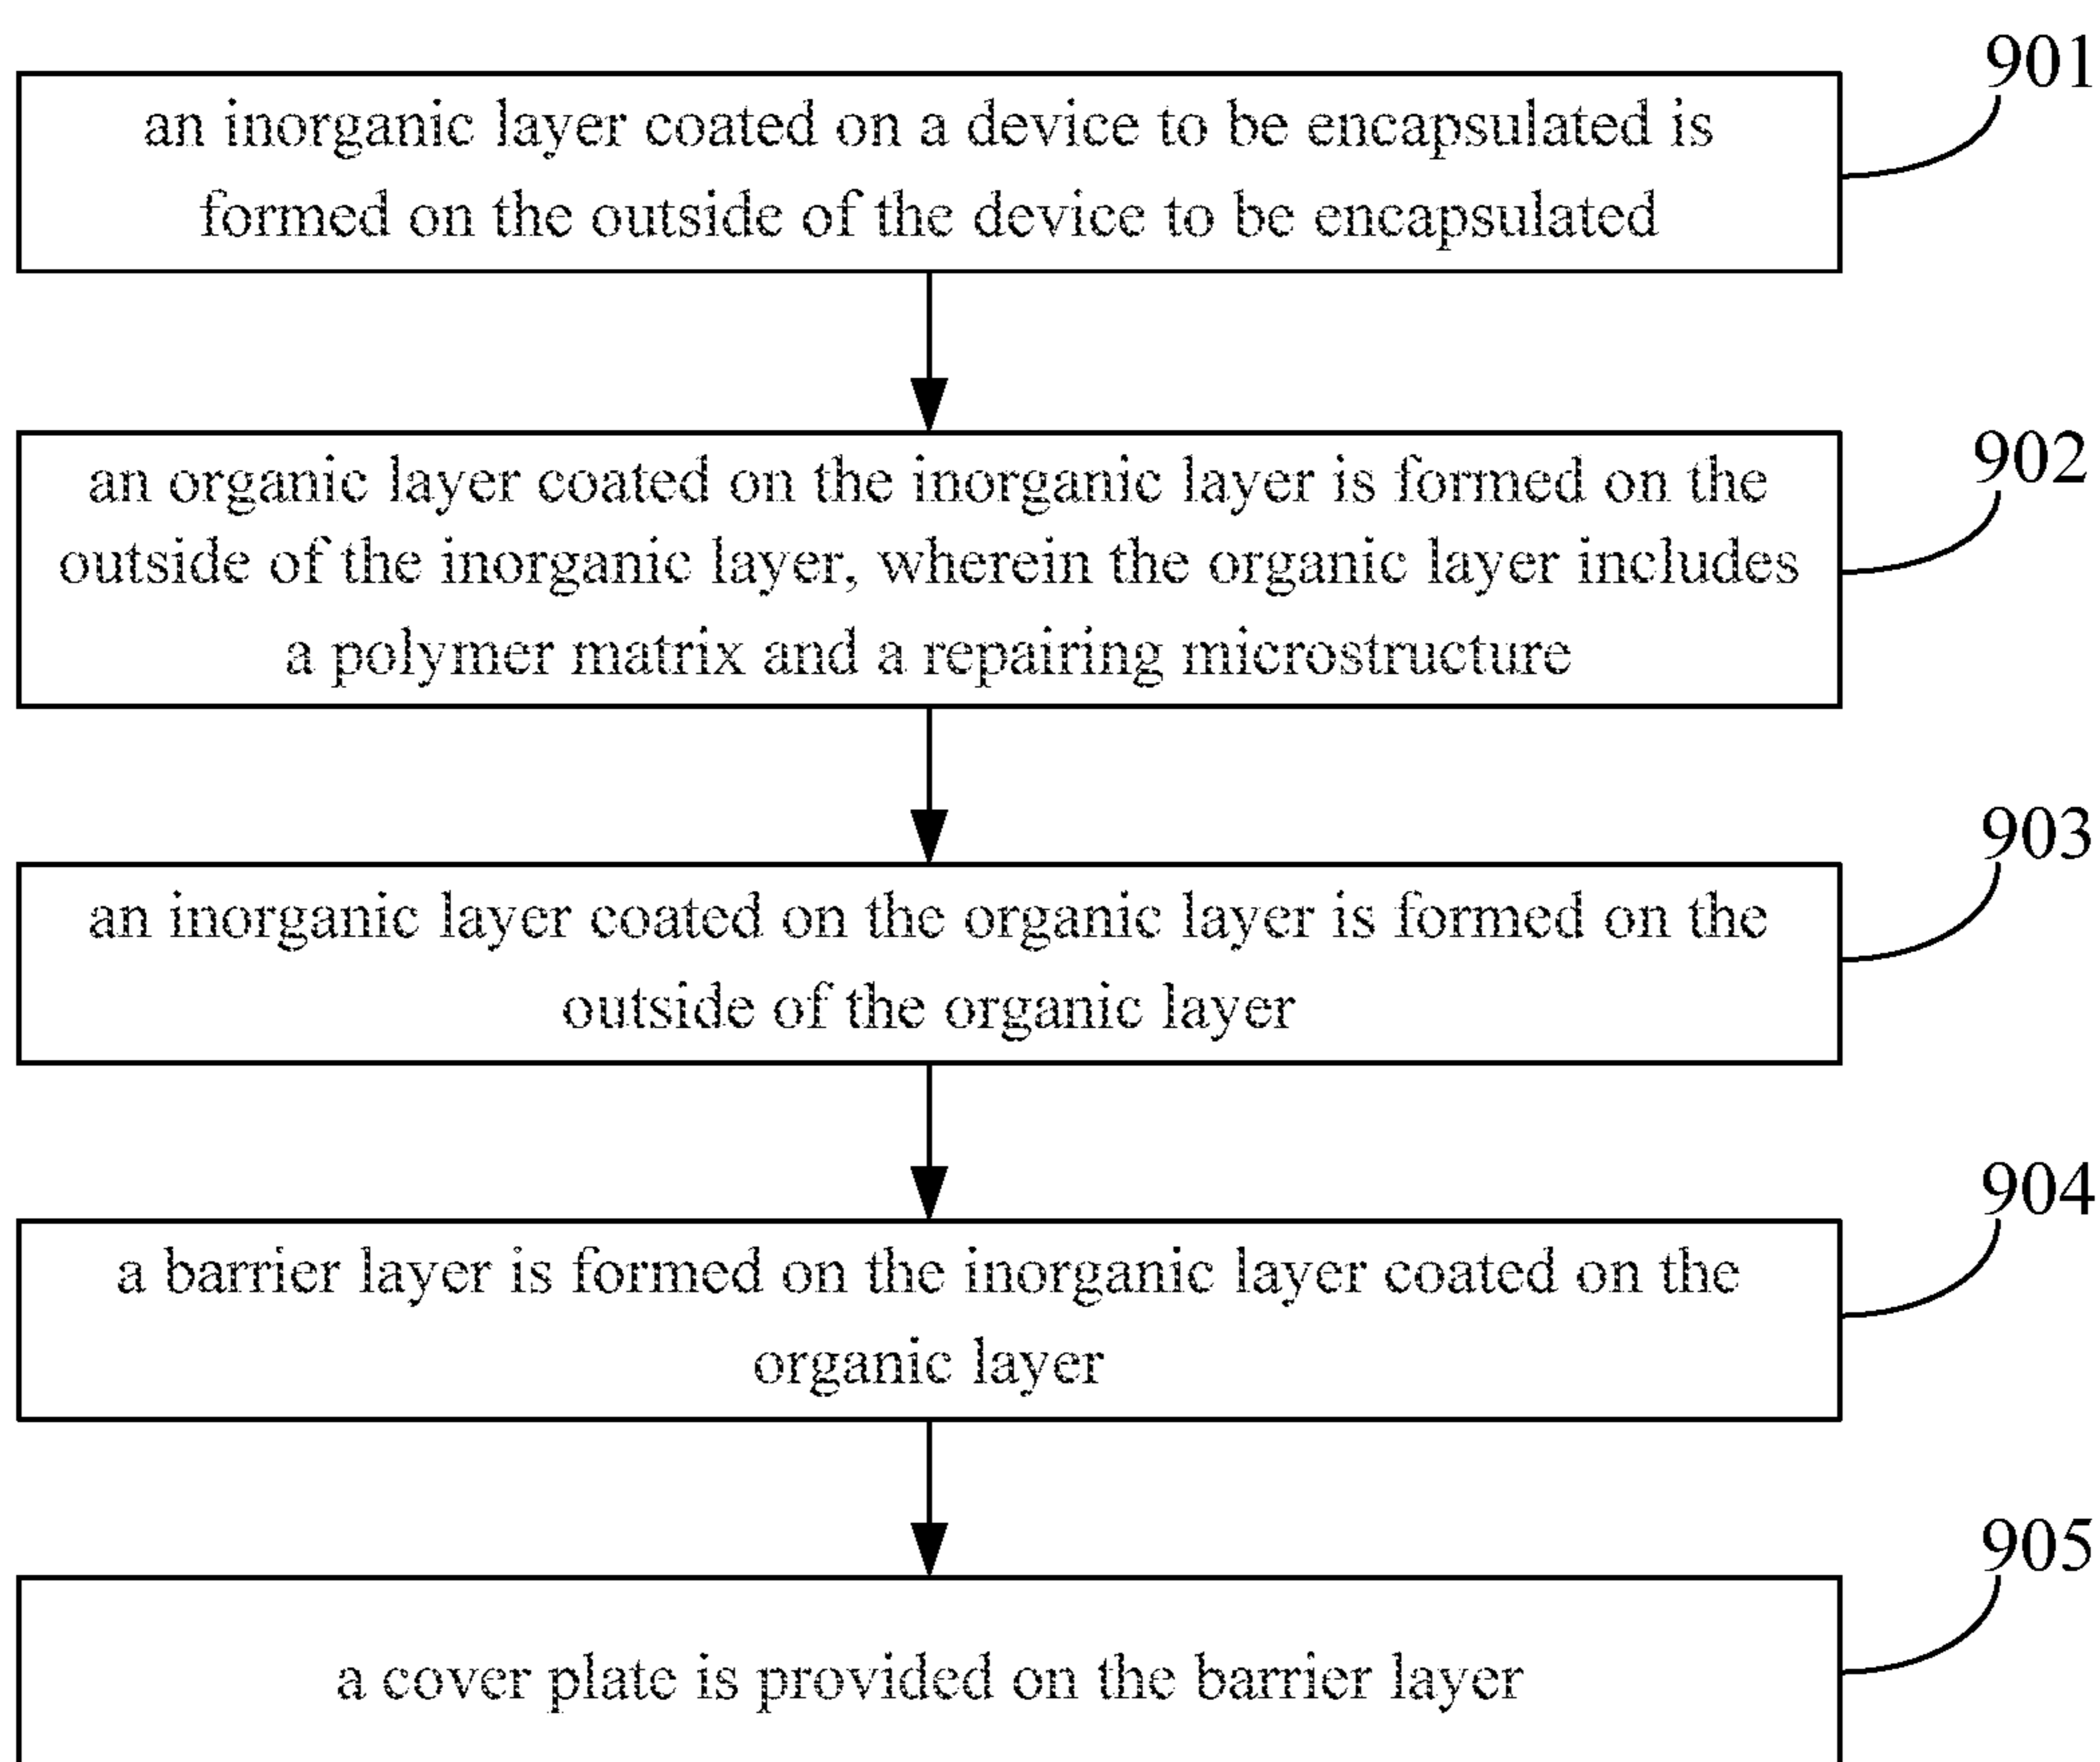 901
an inorganic layer coated on a device to be encapsulated is
formed on the outside of the device to be encapsulated
902
an organic layer coated on the inorganic layer is formed on the
outside of the inorganic layer, wherein the organic layer includes
a polymer matrix and a repairing microstructure
903
an inorganic layer coated on the organic layer is formed on the
outside of the organic layer
904
a barrier layer is formed on the inorganic layer coated on the
organic layer
905
a cover plate is provided on the barrier layer